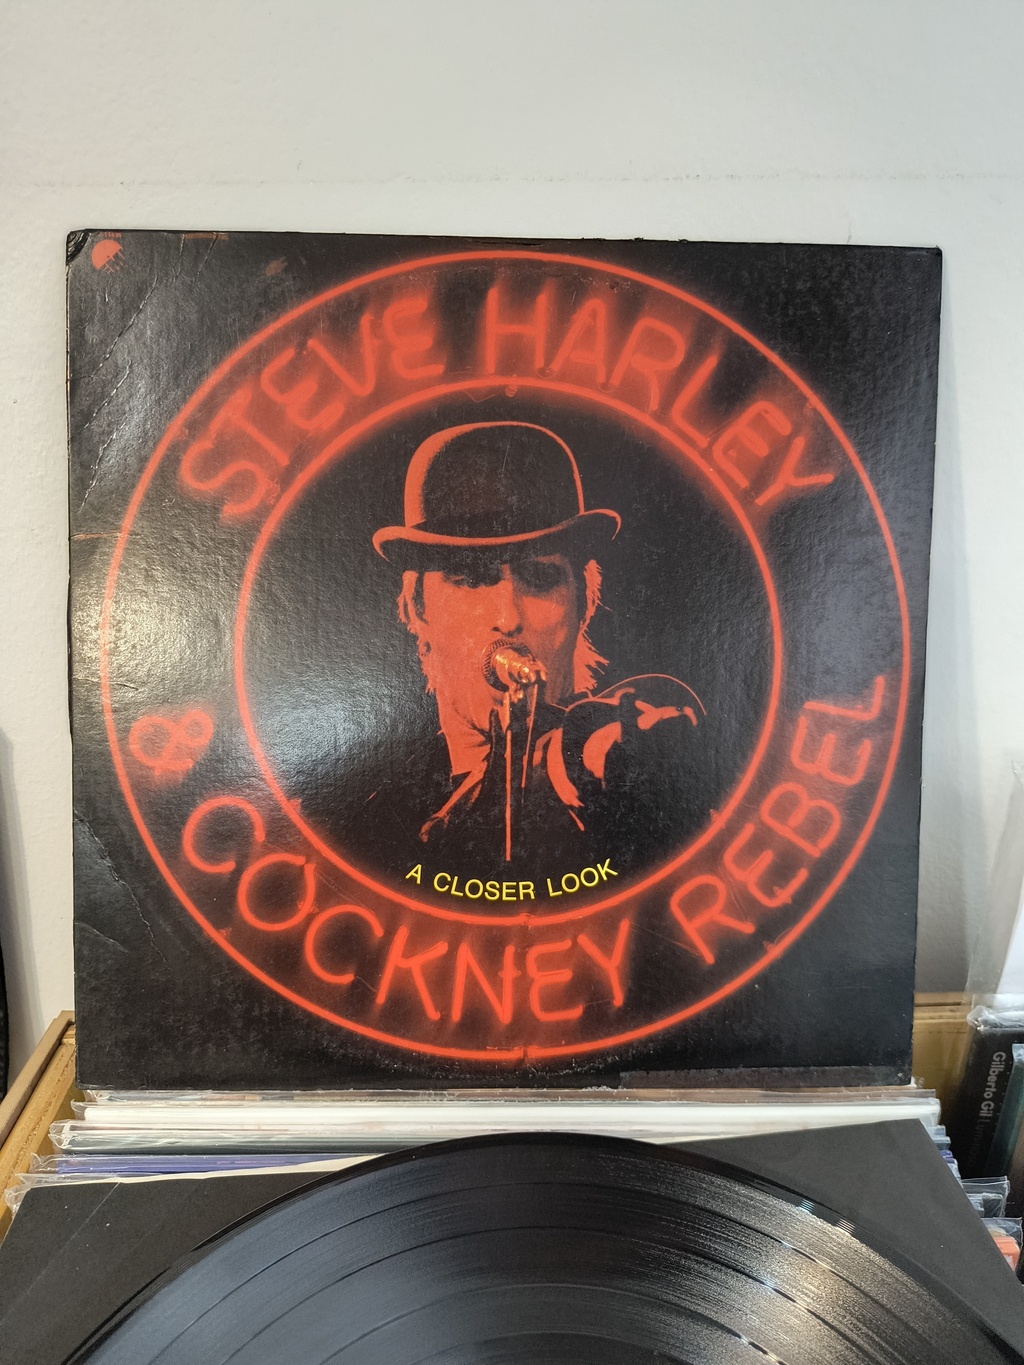 STEVE HARLEY
& COCKNEY REBEL
A CLOSER LOOK
Gilberto Gil